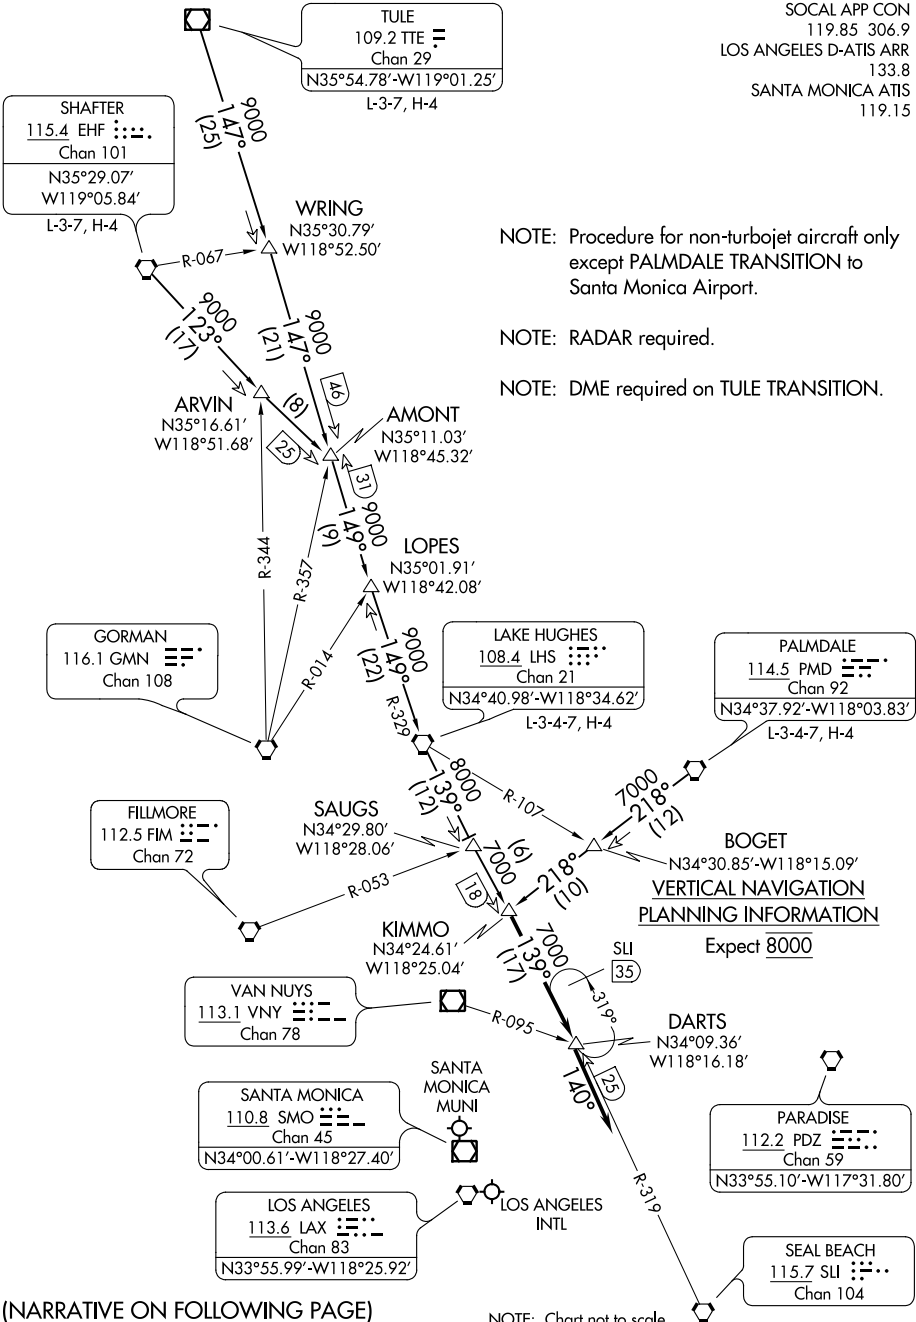 TULE
109.2 TTE
Chan 29
N35°54.78’-W119°01.25’
L-3-7, H-4
SOCAL APP CON
119.85 306.9
LOS ANGELES D-ATIS ARR
133.8
SANTA MONICA ATIS
119.15
SHAFTER
115.4 EHF
Chan 101
N35°29.07’
W119°05.84’
L-3-7, H-4
9000
147°
(25)
WRING
N35°30.79’
W118°52.50’
R-067
NOTE: Procedure for non-turbojet aircraft only
except PALMDALE TRANSITION to
Santa Monica Airport.
NOTE: RADAR required.
NOTE: DME required on TULE TRANSITION.
9000
123°
(17)
9000
147°
(21)
46
ARVIN
N35°16.61’
W118°51.68’
(8)
25
AMONT
N35°11.03’
W118°45.32’
31
9000
149°
(9)
R-344
R-357
LOPES
N35°01.91’
W118°42.08’
R-014
9000
149°
(22)
R-329
GORMAN
116.1 GMN
Chan 108
LAKE HUGHES
108.4 LHS
Chan 21
N34°40.98’-W118°34.62’
L-3-4-7, H-4
PALMDALE
114.5 PMD
Chan 92
N34°37.92’-W118°03.83’
L-3-4-7, H-4
8000
139°
(12)
R-107
7000
218°
(12)
FILLMORE
112.5 FIM
Chan 72
SAUGS
N34°29.80’
W118°28.06’
R-053
(6)
7000
18
218°
(10)
BOGET
N34°30.85’-W118°15.09’
VERTICAL NAVIGATION
PLANNING INFORMATION
Expect 8000
KIMMO
N34°24.61’
W118°25.04’
7000
139°
(17)
SLI
35
319°
VAN NUYS
113.1 VNY
Chan 78
R-095
DARTS
N34°09.36’
W118°16.18’
25
140°
SANTA
MONICA
MUNI
SANTA MONICA
110.8 SMO
Chan 45
N34°00.61’-W118°27.40’
PARADISE
112.2 PDZ
Chan 59
N33°55.10’-W117°31.80’
LOS ANGELES
113.6 LAX
Chan 83
N33°55.99’-W118°25.92’
LOS ANGELES
INTL
R-319
SEAL BEACH
115.7 SLI
Chan 104
(NARRATIVE ON FOLLOWING PAGE)
NOTE: Chart not to scale